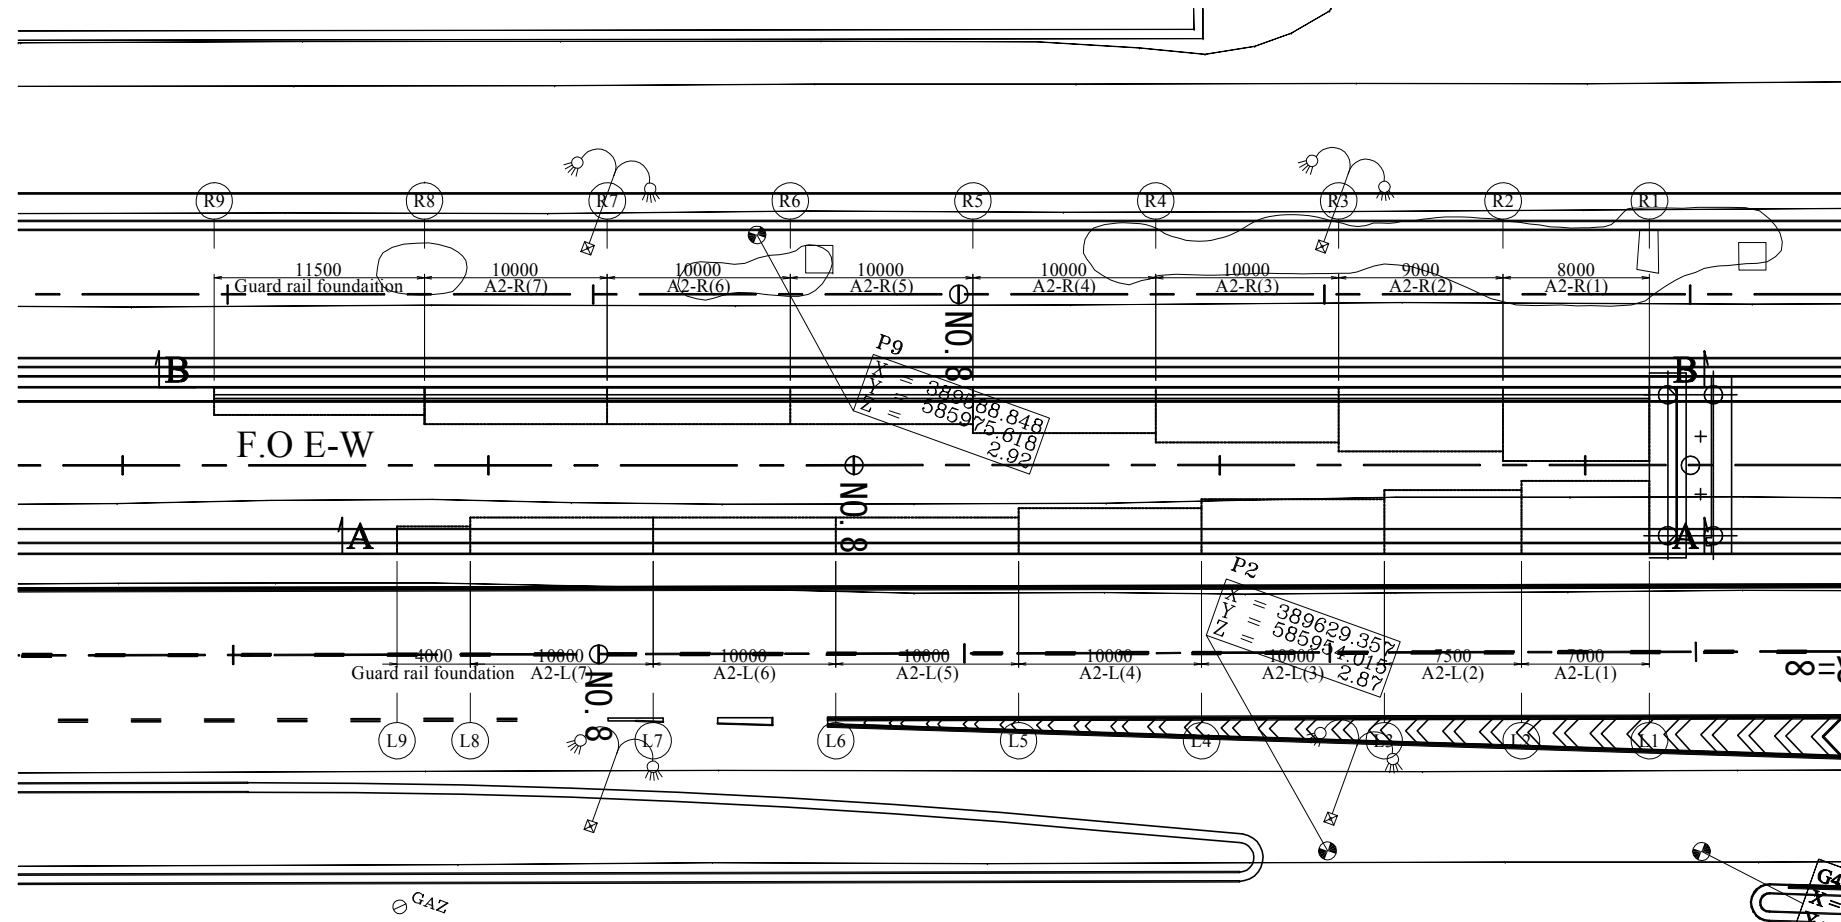 R9 R8 R7 R6 R5 R4 R3 R2 R1
11500 10000 10000 10000 10000 10000 9000 8000
Guard rail foundaition A2-R(7) A2-R(6) A2-R(5) A2-R(4) A2-R(3) A2-R(2) A2-R(1)
NO. 8
P9
X = 389688.848
Y = 585975.618
Z = 2.92
B B
F.O E-W
NO. 8
A A
P2
X = 389629.357
Y = 585954.015
Z = 2.87
4000 10000 10000 10000 10000 10000 7500 7000
Guard rail foundation A2-L(7) A2-L(6) A2-L(5) A2-L(4) A2-L(3) A2-L(2) A2-L(1)
NO. 8
L9 L8 L7 L6 L5 L4 L3 L2 L1
GAZ
X =